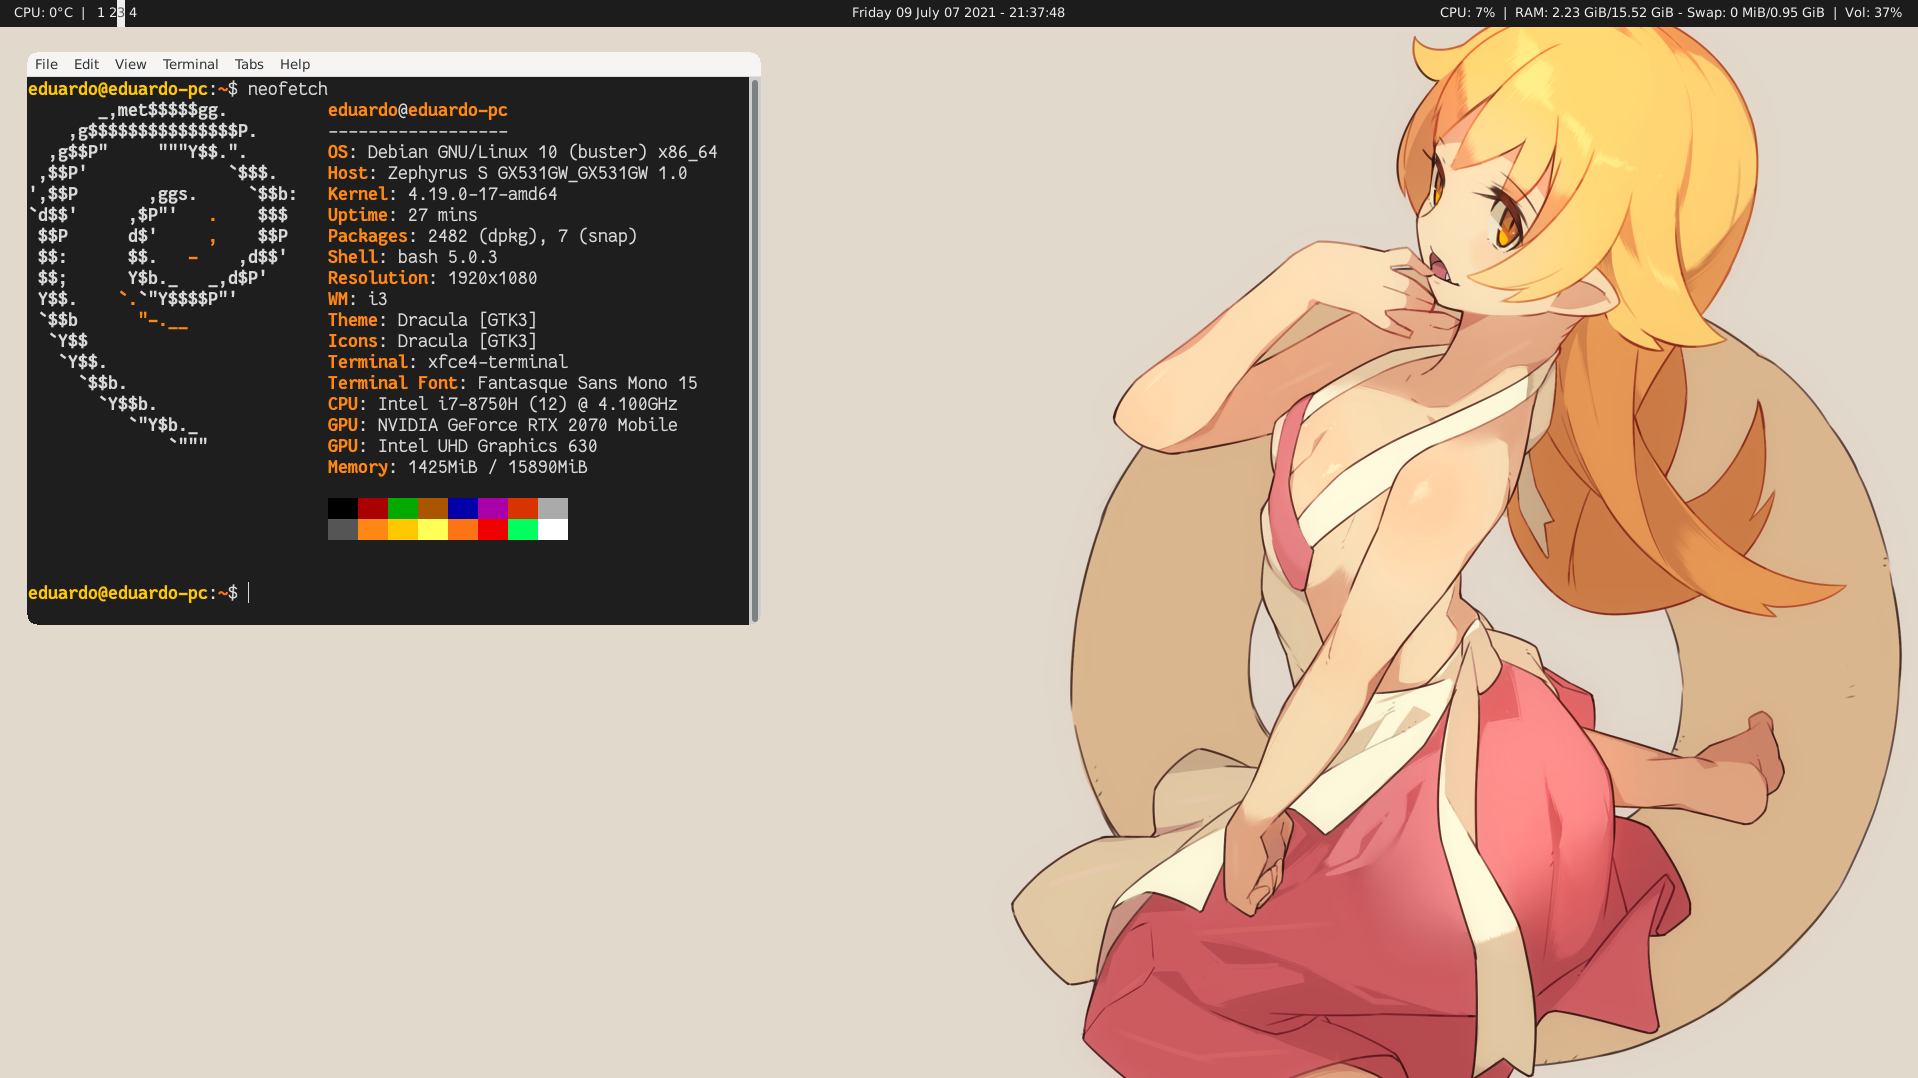 CPU: 0°C | 1 2 3 4
Friday 09 July 07 2021 - 21:37:48
CPU: 7% | RAM: 2.23 GiB/15.52 GiB - Swap: 0 MiB/0.95 GiB | Vol: 37%
File Edit View Terminal Tabs Help
eduardo@eduardo-pc:~$ neofetch
       _,met$$$$$gg.          eduardo@eduardo-pc
    ,g$$$$$$$$$$$$$$$P.       ------------------
  ,g$$P"     """Y$$.".        OS: Debian GNU/Linux 10 (buster) x86_64
 ,$$P'              `$$$.     Host: Zephyrus S GX531GW_GX531GW 1.0
',$$P       ,ggs.     `$$b:   Kernel: 4.19.0-17-amd64
`d$$'     ,$P"'   .    $$$    Uptime: 27 mins
 $$P      d$'     ,    $$P    Packages: 2482 (dpkg), 7 (snap)
 $$:      $$.   -    ,d$$'    Shell: bash 5.0.3
 $$;      Y$b._   _,d$P'      Resolution: 1920x1080
 Y$$.    `.`"Y$$$$P"'         WM: i3
 `$$b      "-.__              Theme: Dracula [GTK3]
  `Y$$                        Icons: Dracula [GTK3]
   `Y$$.                      Terminal: xfce4-terminal
     `$$b.                    Terminal Font: Fantasque Sans Mono 15
       `Y$$b.                 CPU: Intel i7-8750H (12) @ 4.100GHz
          `"Y$b._             GPU: NVIDIA GeForce RTX 2070 Mobile
              `"""            GPU: Intel UHD Graphics 630
                              Memory: 1425MiB / 15890MiB
eduardo@eduardo-pc:~$